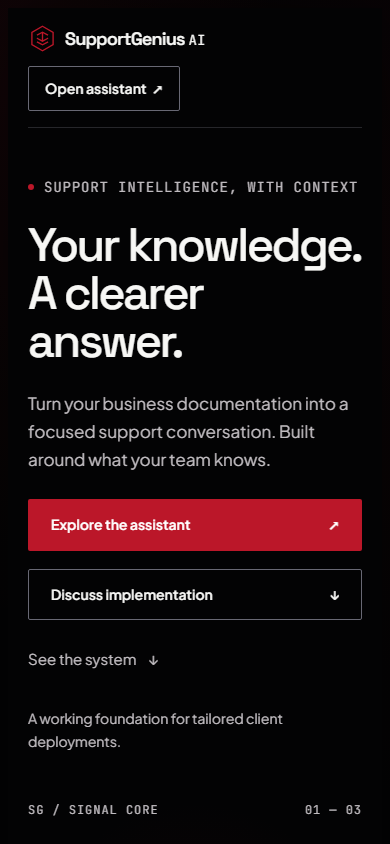 SupportGenius AI
Open assistant ↗
SUPPORT INTELLIGENCE, WITH CONTEXT
Your knowledge.
A clearer
answer.
Turn your business documentation into a
focused support conversation. Built
around what your team knows.
Explore the assistant ↗
Discuss implementation ↓
See the system ↓
A working foundation for tailored client
deployments.
SG / SIGNAL CORE 01 — 03